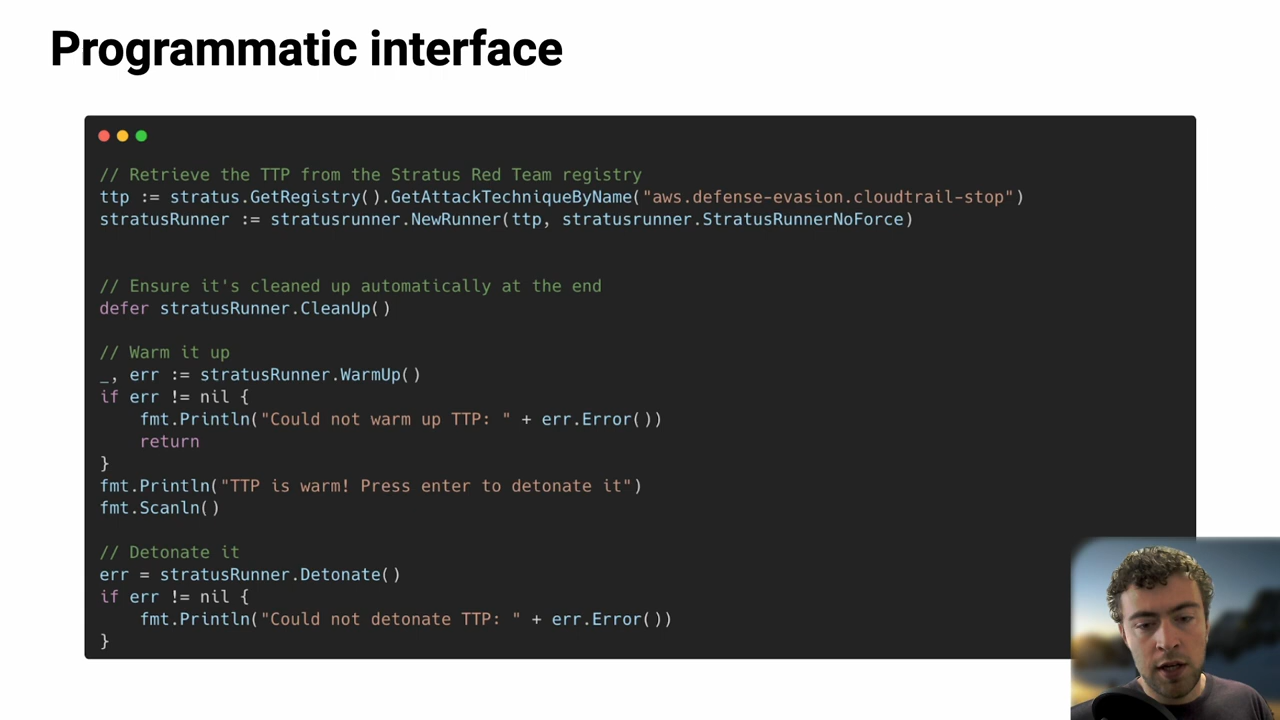 Programmatic interface
// Retrieve the TTP from the Stratus Red Team registry
ttp := stratus.GetRegistry().GetAttackTechniqueByName("aws.defense-evasion.cloudtrail-stop")
stratusRunner := stratusrunner.NewRunner(ttp, stratusrunner.StratusRunnerNoForce)
// Ensure it's cleaned up automatically at the end
defer stratusRunner.CleanUp()
// Warm it up
_, err := stratusRunner.WarmUp()
if err != nil {
    fmt.Println("Could not warm up TTP: " + err.Error())
    return
}
fmt.Println("TTP is warm! Press enter to detonate it")
fmt.Scanln()
// Detonate it
err = stratusRunner.Detonate()
if err != nil {
    fmt.Println("Could not detonate TTP: " + err.Error())
}